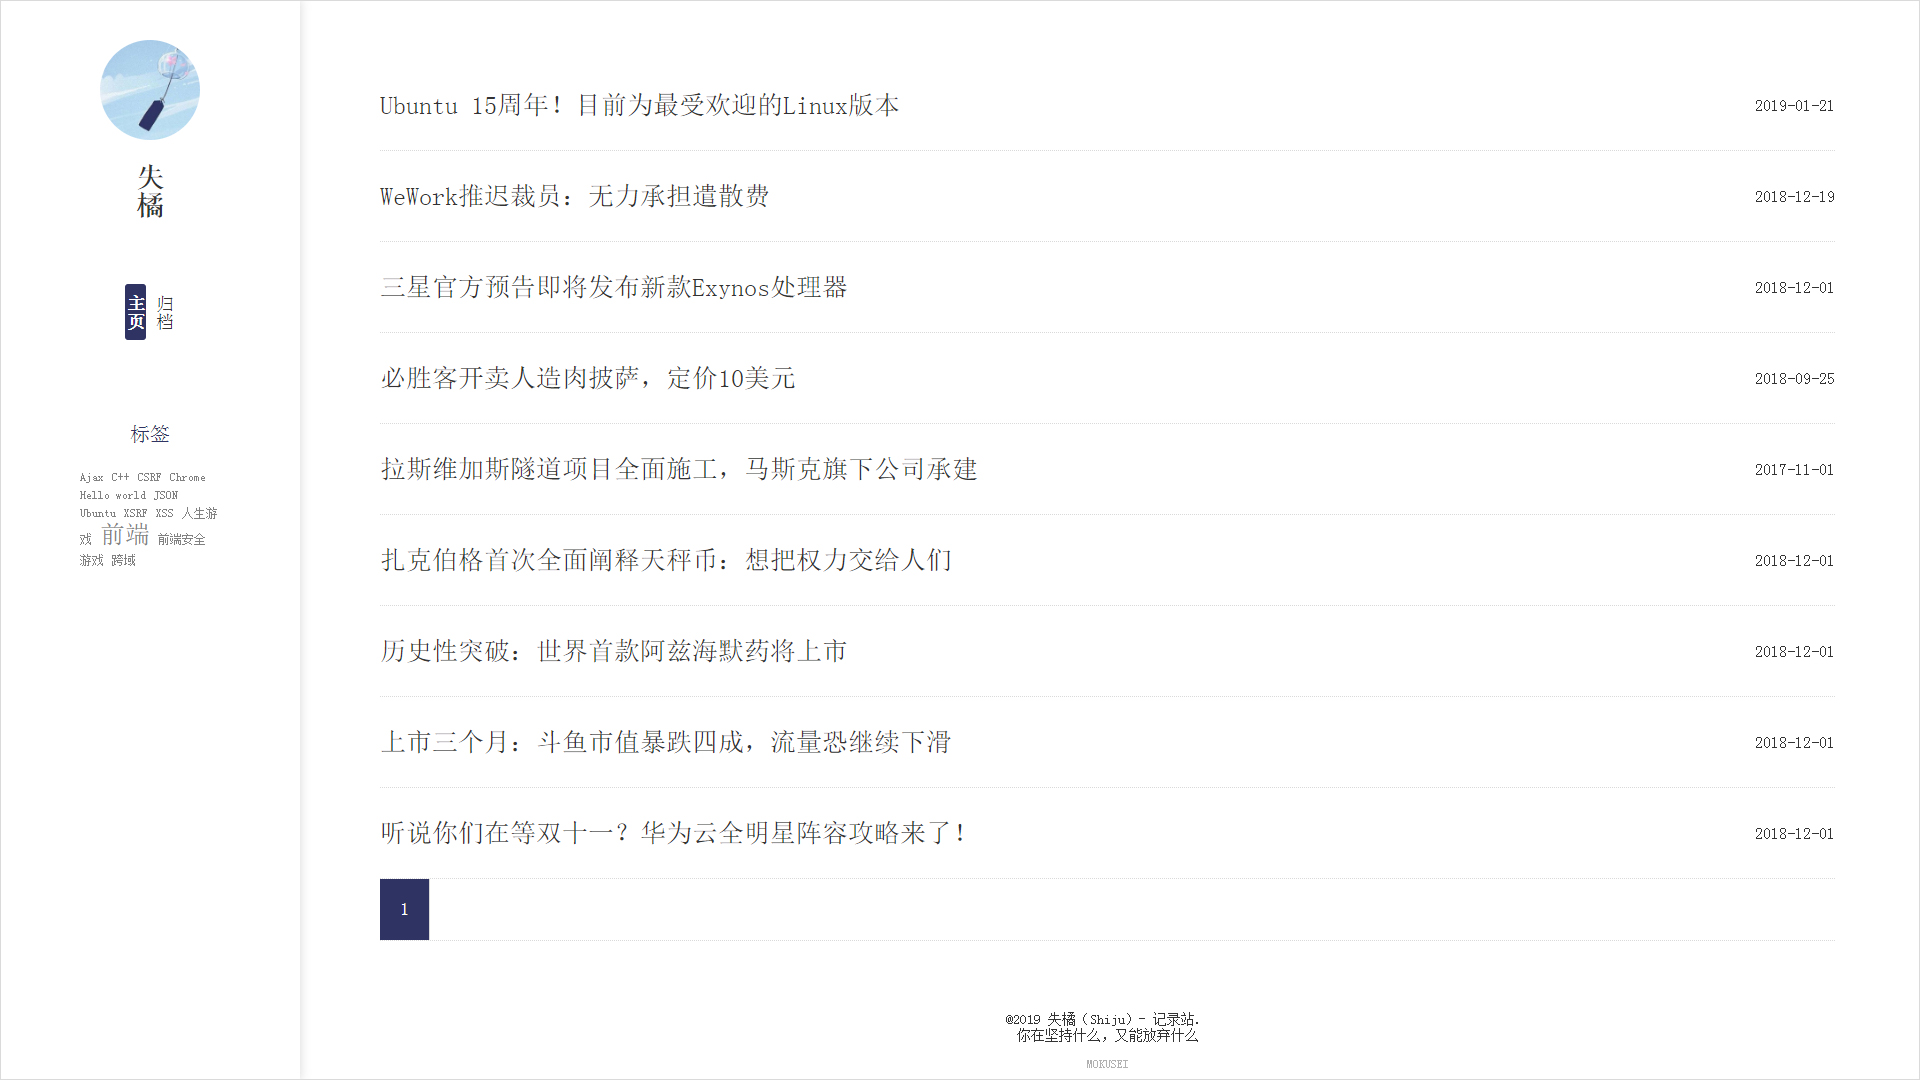 失橘
主页
归档
标签
Ajax C++ CSRF Chrome
Hello world JSON
Ubuntu XSRF XSS 人生游
戏 前端 前端安全
游戏 跨域
Ubuntu 15周年！目前为最受欢迎的Linux版本 2019-01-21
WeWork推迟裁员：无力承担遣散费 2018-12-19
三星官方预告即将发布新款Exynos处理器 2018-12-01
必胜客开卖人造肉披萨，定价10美元 2018-09-25
拉斯维加斯隧道项目全面施工，马斯克旗下公司承建 2017-11-01
扎克伯格首次全面阐释天秤币：想把权力交给人们 2018-12-01
历史性突破：世界首款阿兹海默药将上市 2018-12-01
上市三个月：斗鱼市值暴跌四成，流量恐继续下滑 2018-12-01
听说你们在等双十一？华为云全明星阵容攻略来了！ 2018-12-01
1
©2019 失橘（Shiju）- 记录站.
你在坚持什么，又能放弃什么
MOKUSEI